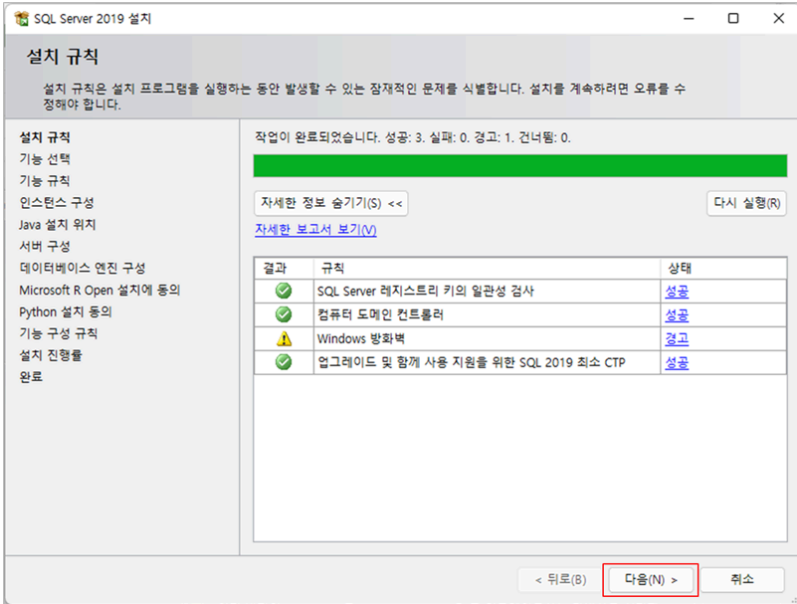 SQL Server 2019 설치
설치 규칙
설치 규칙은 설치 프로그램을 실행하는 동안 발생할 수 있는 잠재적인 문제를 식별합니다. 설치를 계속하려면 오류를 수
정해야 합니다.
설치 규칙
기능 선택
기능 규칙
인스턴스 구성
Java 설치 위치
서버 구성
데이터베이스 엔진 구성
Microsoft R Open 설치에 동의
Python 설치 동의
기능 구성 규칙
설치 진행률
완료
작업이 완료되었습니다. 성공: 3. 실패: 0. 경고: 1. 건너뜀: 0.
자세한 정보 숨기기(S) <<
다시 실행(R)
자세한 보고서 보기(V)
결과 규칙 상태
SQL Server 레지스트리 키의 일관성 검사 성공
컴퓨터 도메인 컨트롤러 성공
Windows 방화벽 경고
업그레이드 및 함께 사용 지원을 위한 SQL 2019 최소 CTP 성공
< 뒤로(B) 다음(N) > 취소